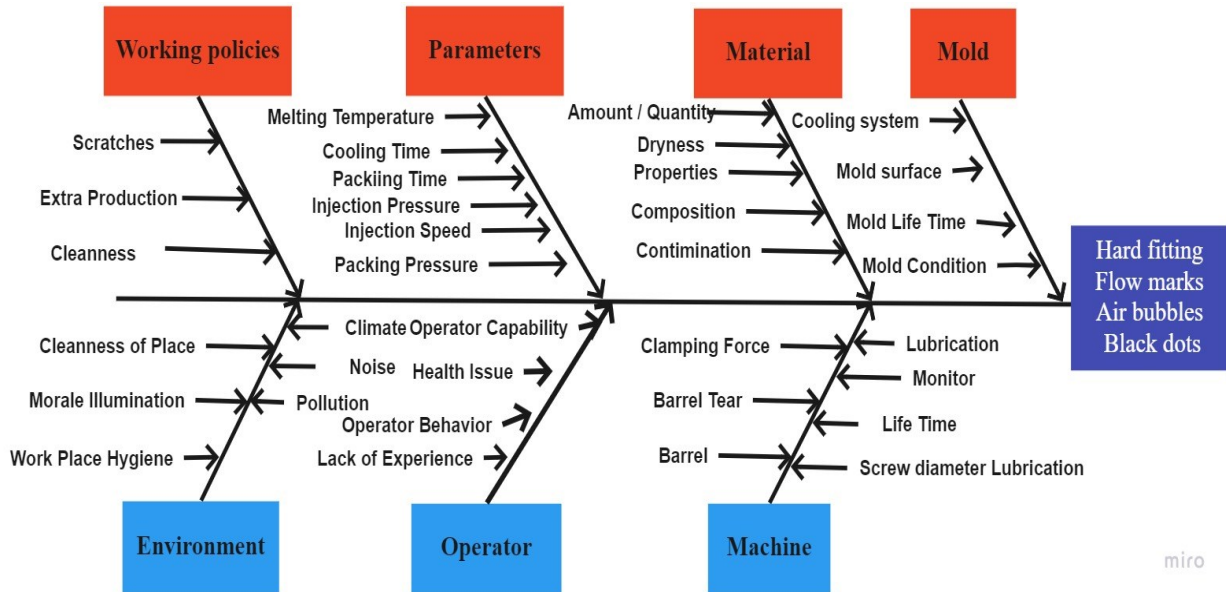 Working policies
Parameters
Material
Mold
Scratches
Extra Production
Cleanness
Melting Temperature
Cooling Time
Packiing Time
Injection Pressure
Injection Speed
Packing Pressure
Amount / Quantity
Dryness
Properties
Composition
Contimination
Cooling system
Mold surface
Mold Life Time
Mold Condition
Hard fitting
Flow marks
Air bubbles
Black dots
Climate
Cleanness of Place
Noise
Morale Illumination
Pollution
Work Place Hygiene
Operator Capability
Health Issue
Operator Behavior
Lack of Experience
Clamping Force
Lubrication
Monitor
Barrel Tear
Life Time
Barrel
Screw diameter Lubrication
Environment
Operator
Machine
miro